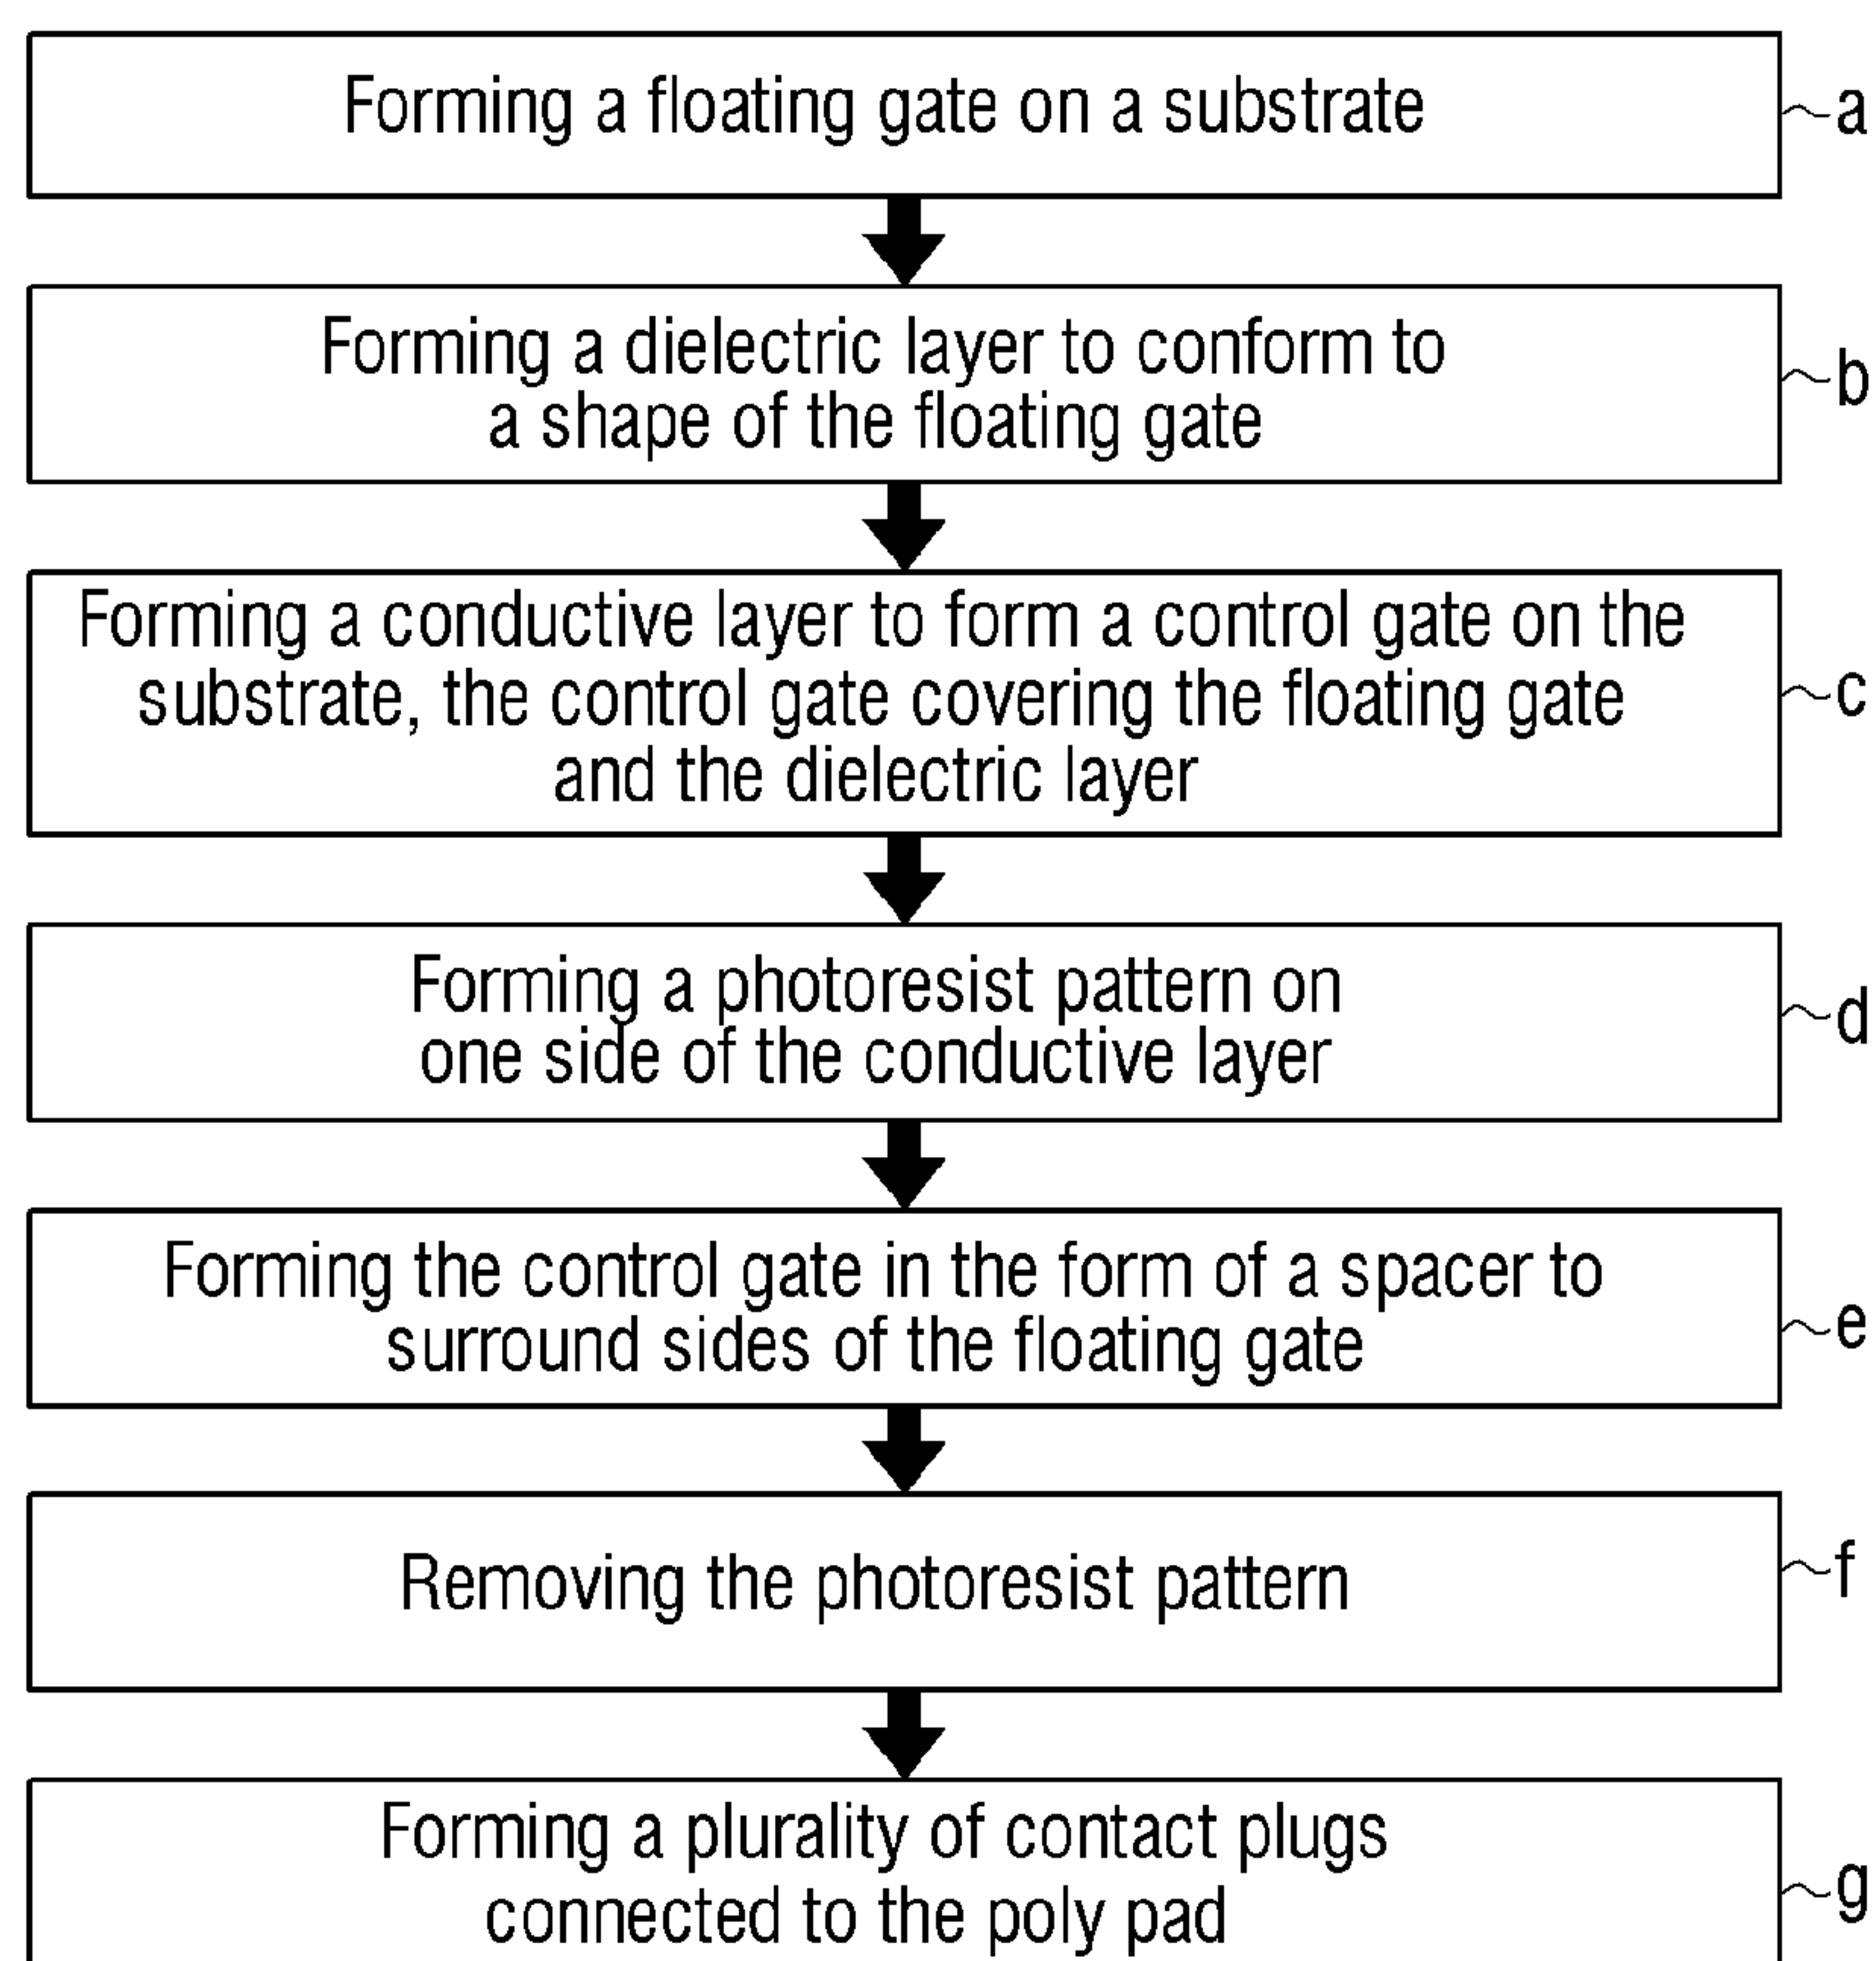 Forming a floating gate on a substrate
a
Forming a dielectric layer to conform to
a shape of the floating gate
b
Forming a conductive layer to form a control gate on the
substrate, the control gate covering the floating gate
and the dielectric layer
c
Forming a photoresist pattern on
one side of the conductive layer
d
Forming the control gate in the form of a spacer to
surround sides of the floating gate
e
Removing the photoresist pattern
f
Forming a plurality of contact plugs
connected to the poly pad
g